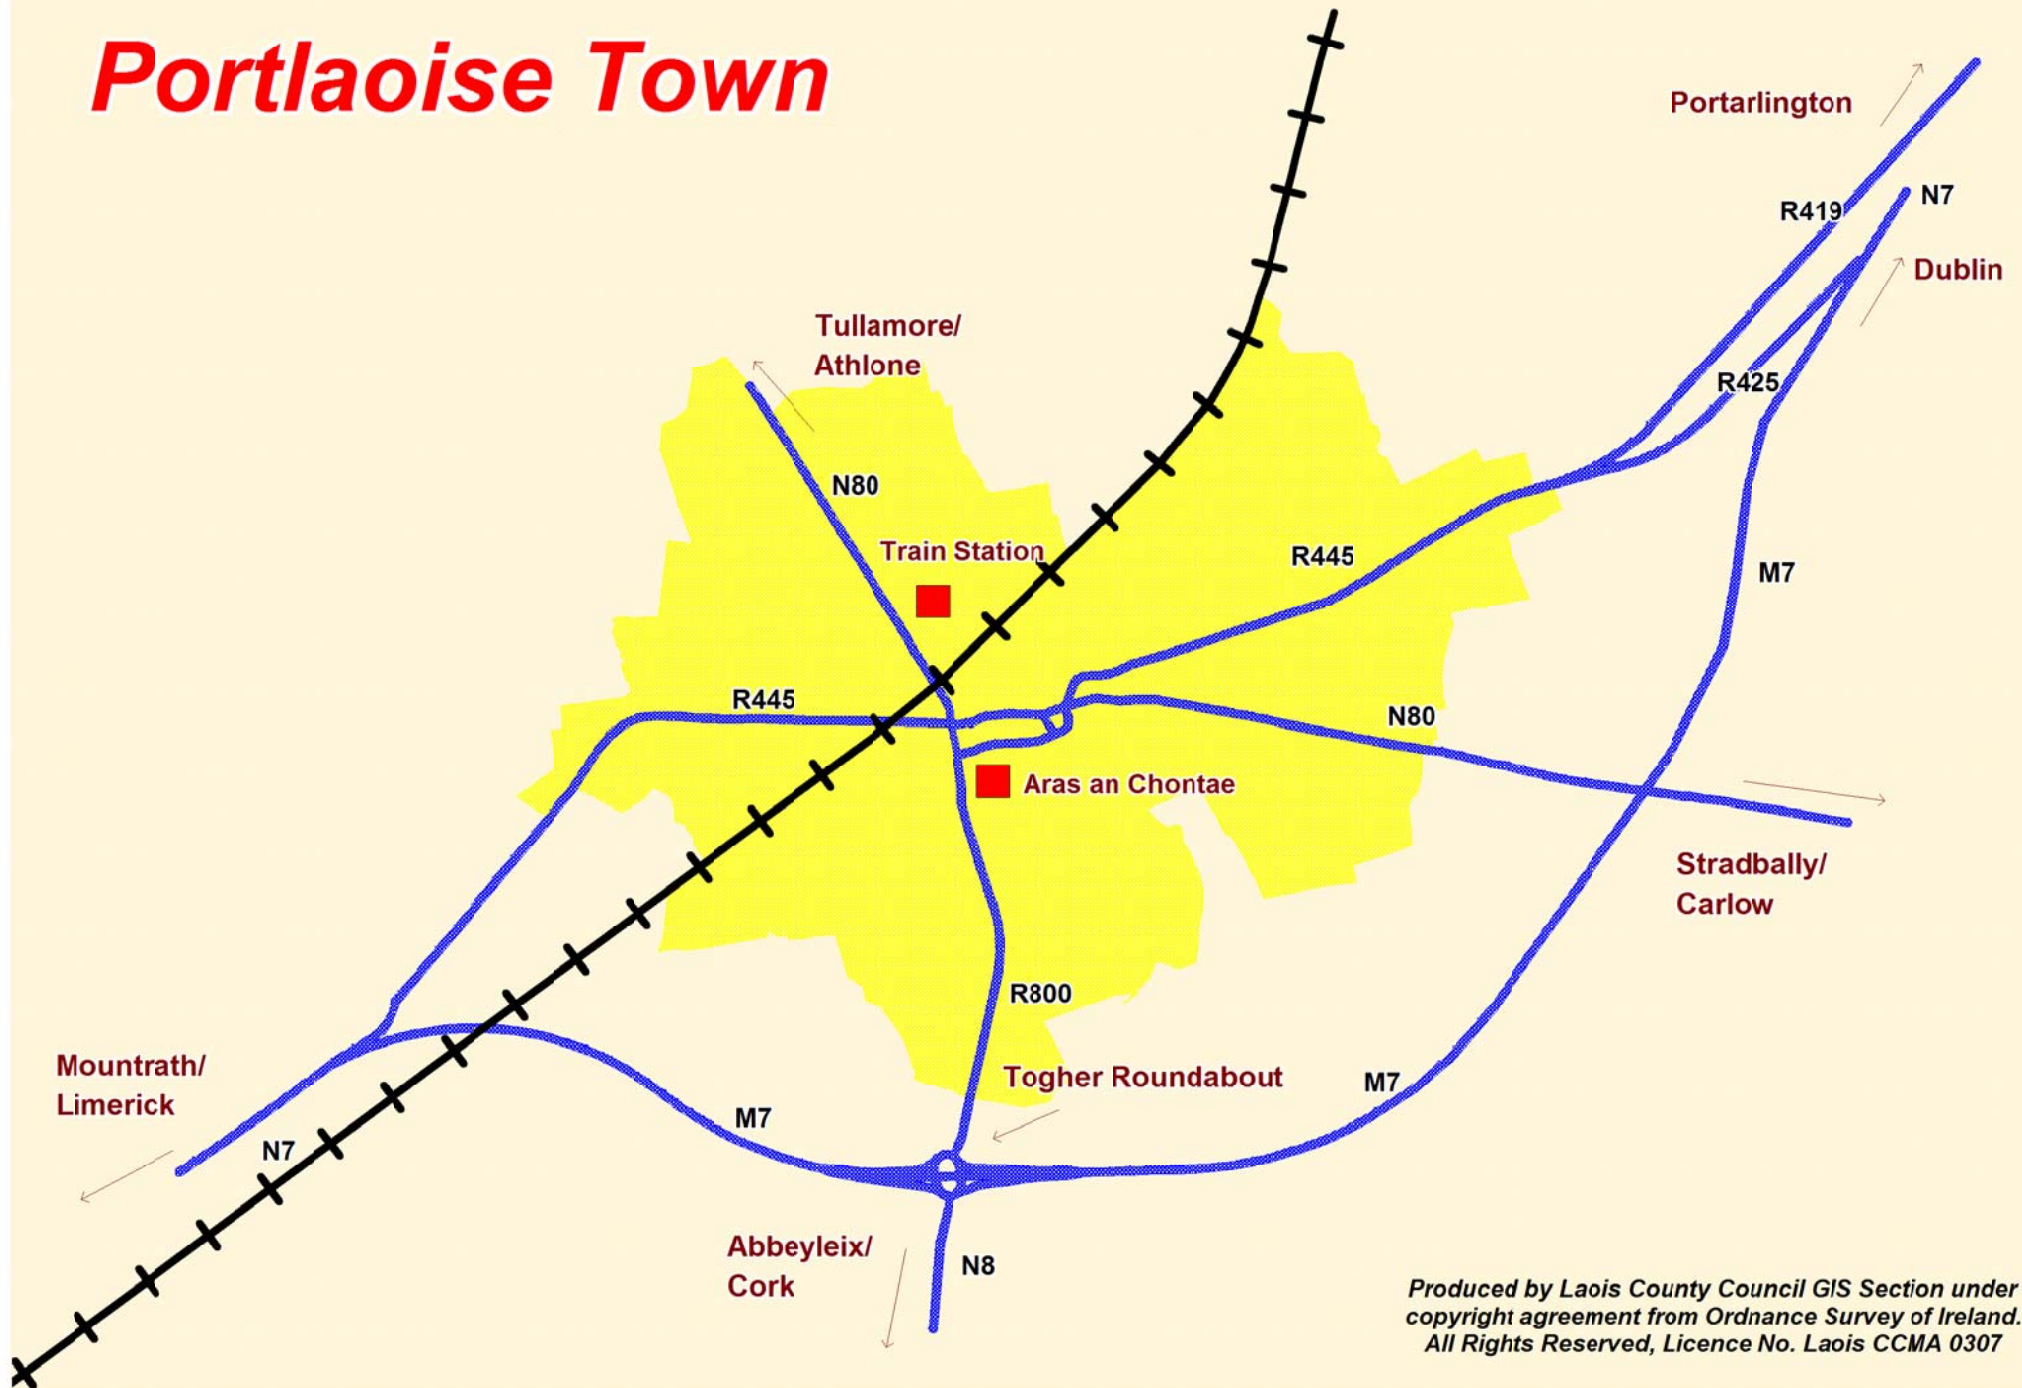 Portlaoise Town
Portarlington
R419
N7
Dublin
Tullamore/
Athlone
R425
N80
Train Station
R445
M7
R445
N80
Aras an Chontae
Stradbally/
Carlow
R800
Mountrath/
Limerick
Togher Roundabout
M7
M7
N7
Abbeyleix/
Cork
N8
Produced by Laois County Council GIS Section under
copyright agreement from Ordnance Survey of Ireland.
All Rights Reserved, Licence No. Laois CCMA 0307